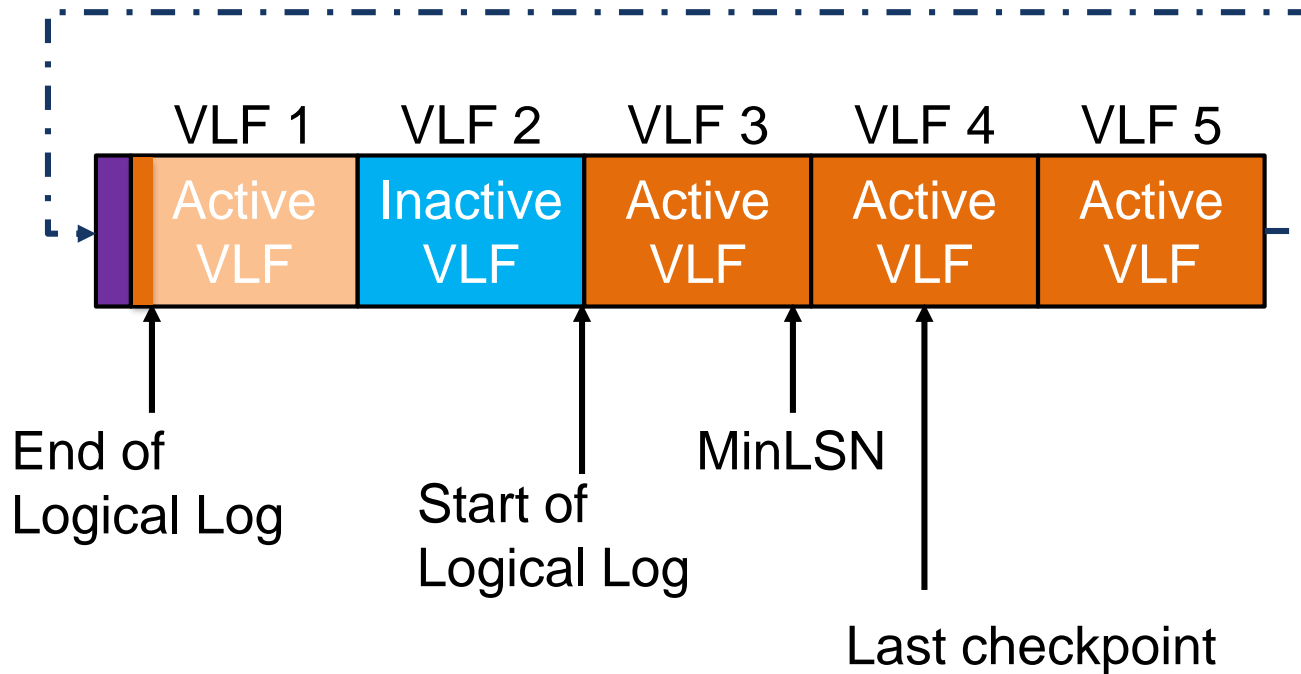 VLF 1 VLF 2 VLF 3 VLF 4 VLF 5
Active Inactive Active Active Active
VLF VLF VLF VLF VLF
End of
Logical Log
Start of
Logical Log
MinLSN
Last checkpoint